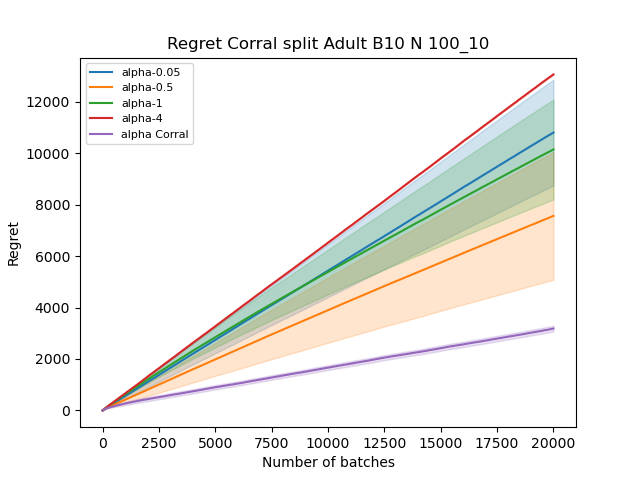 Regret Corral split Adult B10 N 100_10
alpha-0.05
alpha-0.5
alpha-1
alpha-4
alpha Corral
12000
10000
8000
6000
4000
2000
0
Regret
0 2500 5000 7500 10000 12500 15000 17500 20000
Number of batches